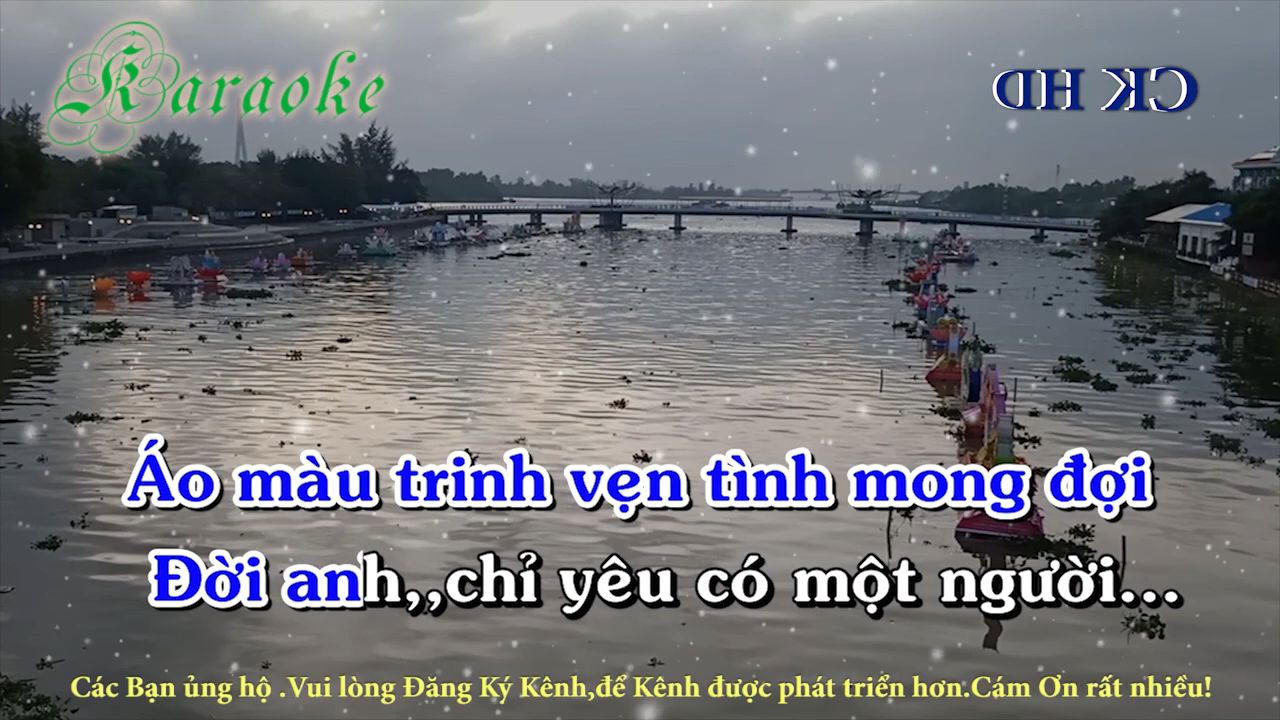 Karaoke
CK HD
Áo màu trinh vẹn tình mong đợi
Đời anh,,chỉ yêu có một người...
Các Bạn ủng hộ .Vui lòng Đăng Ký Kênh,để Kênh được phát triển hơn.Cám Ơn rất nhiều!